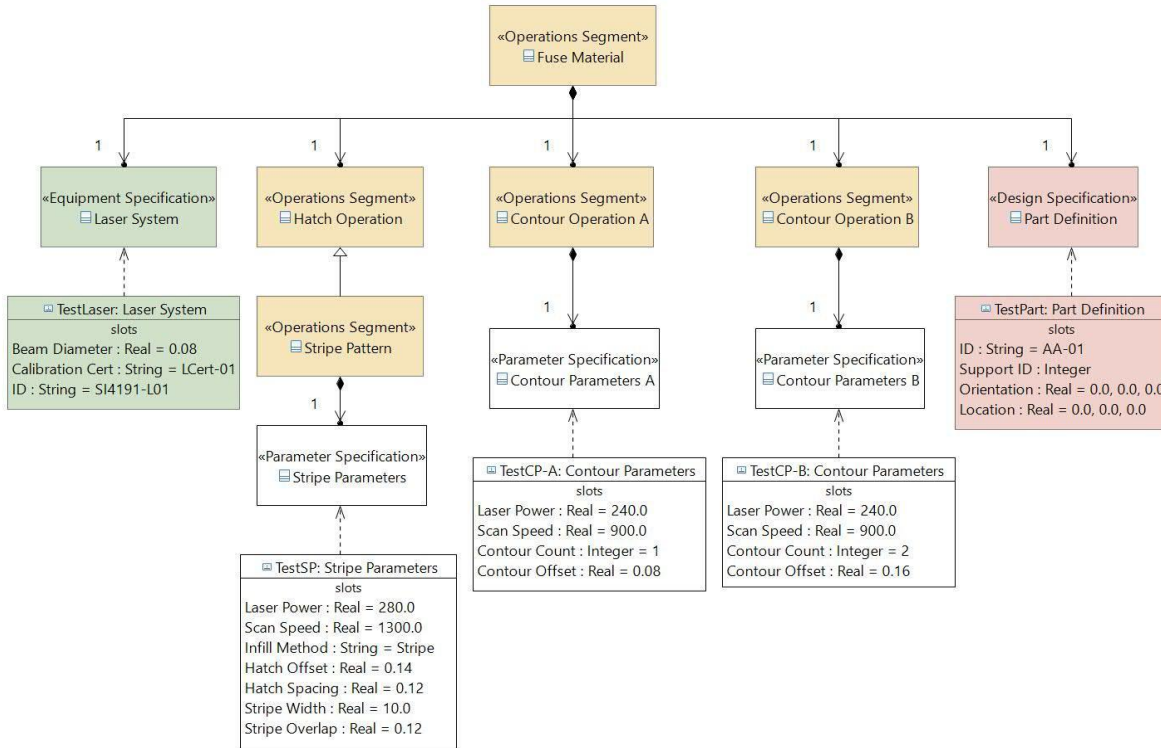 «Operations Segment»
Fuse Material
1
1
1
1
1
«Equipment Specification»
Laser System
«Operations Segment»
Hatch Operation
«Operations Segment»
Contour Operation A
«Operations Segment»
Contour Operation B
«Design Specification»
Part Definition
TestLaser: Laser System
slots
Beam Diameter : Real = 0.08
Calibration Cert : String = LCert-01
ID : String = SI4191-L01
«Operations Segment»
Stripe Pattern
1
«Parameter Specification»
Stripe Parameters
TestSP: Stripe Parameters
slots
Laser Power : Real = 280.0
Scan Speed : Real = 1300.0
Infill Method : String = Stripe
Hatch Offset : Real = 0.14
Hatch Spacing : Real = 0.12
Stripe Width : Real = 10.0
Stripe Overlap : Real = 0.12
1
«Parameter Specification»
Contour Parameters A
TestCP-A: Contour Parameters
slots
Laser Power : Real = 240.0
Scan Speed : Real = 900.0
Contour Count : Integer = 1
Contour Offset : Real = 0.08
1
«Parameter Specification»
Contour Parameters B
TestCP-B: Contour Parameters
slots
Laser Power : Real = 240.0
Scan Speed : Real = 900.0
Contour Count : Integer = 2
Contour Offset : Real = 0.16
TestPart: Part Definition
slots
ID : String = AA-01
Support ID : Integer
Orientation : Real = 0.0, 0.0, 0.0
Location : Real = 0.0, 0.0, 0.0